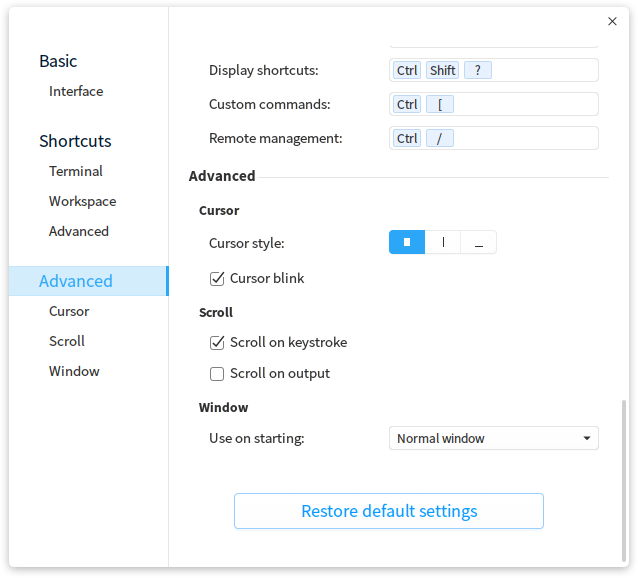 Basic
Interface
Shortcuts
Terminal
Workspace
Advanced
Advanced
Cursor
Scroll
Window
Display shortcuts: Ctrl Shift ?
Custom commands: Ctrl [
Remote management: Ctrl /
Advanced
Cursor
Cursor style:
Cursor blink
Scroll
Scroll on keystroke
Scroll on output
Window
Use on starting: Normal window
Restore default settings